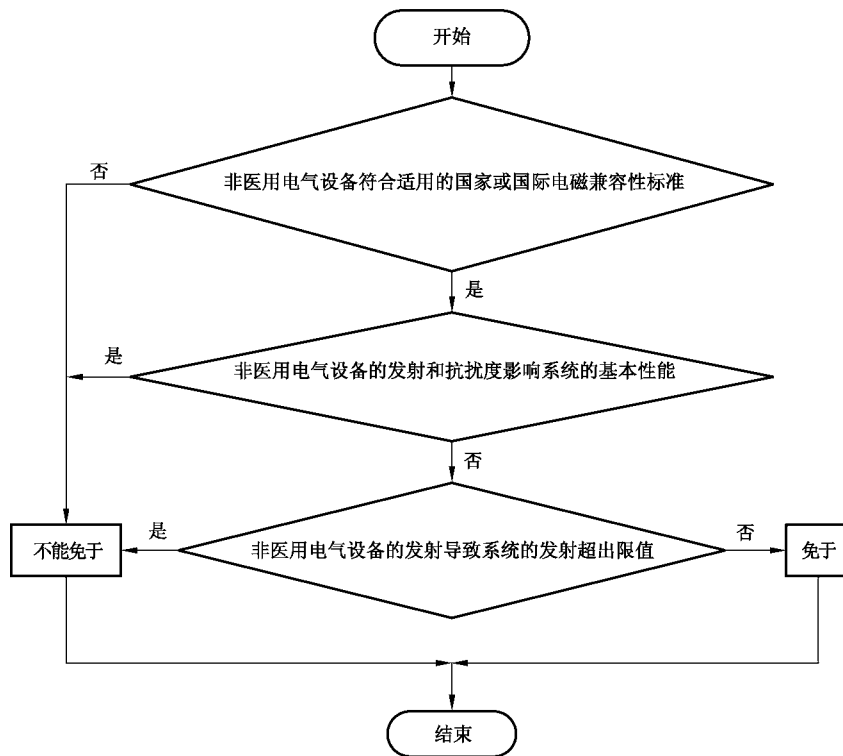 开始
否
非医用电气设备符合适用的国家或国际电磁兼容性标准
是
是
非医用电气设备的发射和抗扰度影响系统的基本性能
否
不能免于
是
非医用电气设备的发射导致系统的发射超出限值
否
免于
结束